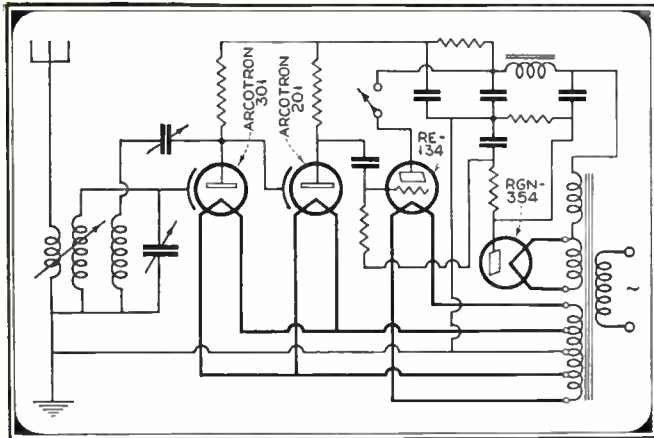 ARCOTRON
301
ARCOTRON
201
RE-
134
RGN-
354
~